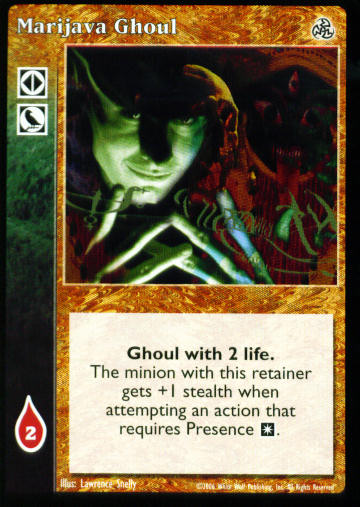 Marijava Ghoul
Ghoul with 2 life.
The minion with this retainer
gets +1 stealth when
attempting an action that
requires Presence .
2
Illus: Lawrence Snelly ©2006 White Wolf Publishing, Inc. All Rights Reserved